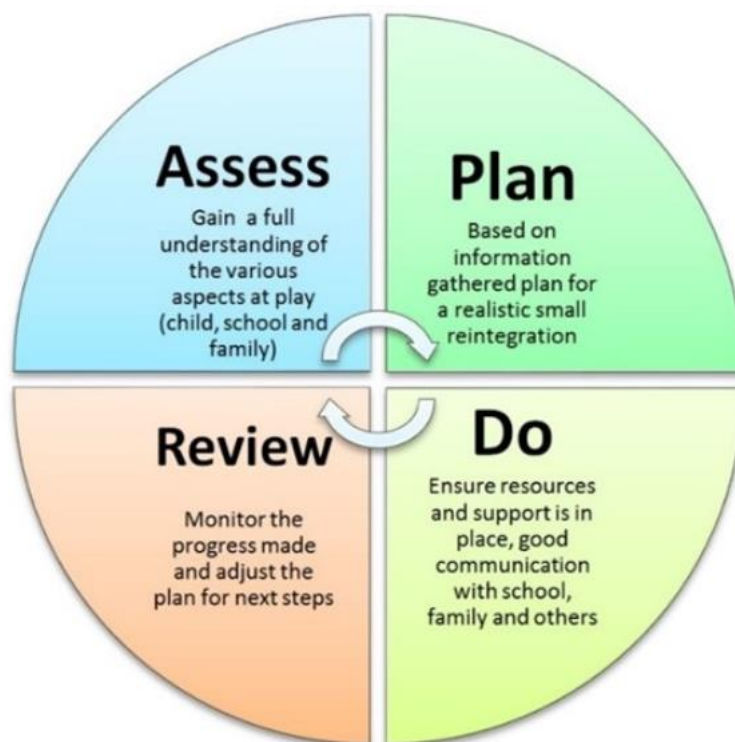 Assess
Gain a full
understanding of
the various
aspects at play
(child, school and
family)
Plan
Based on
information
gathered plan for
a realistic small
reintegration
Do
Ensure resources
and support is in
place, good
communication
with school,
family and others
Review
Monitor the
progress made
and adjust the
plan for next steps